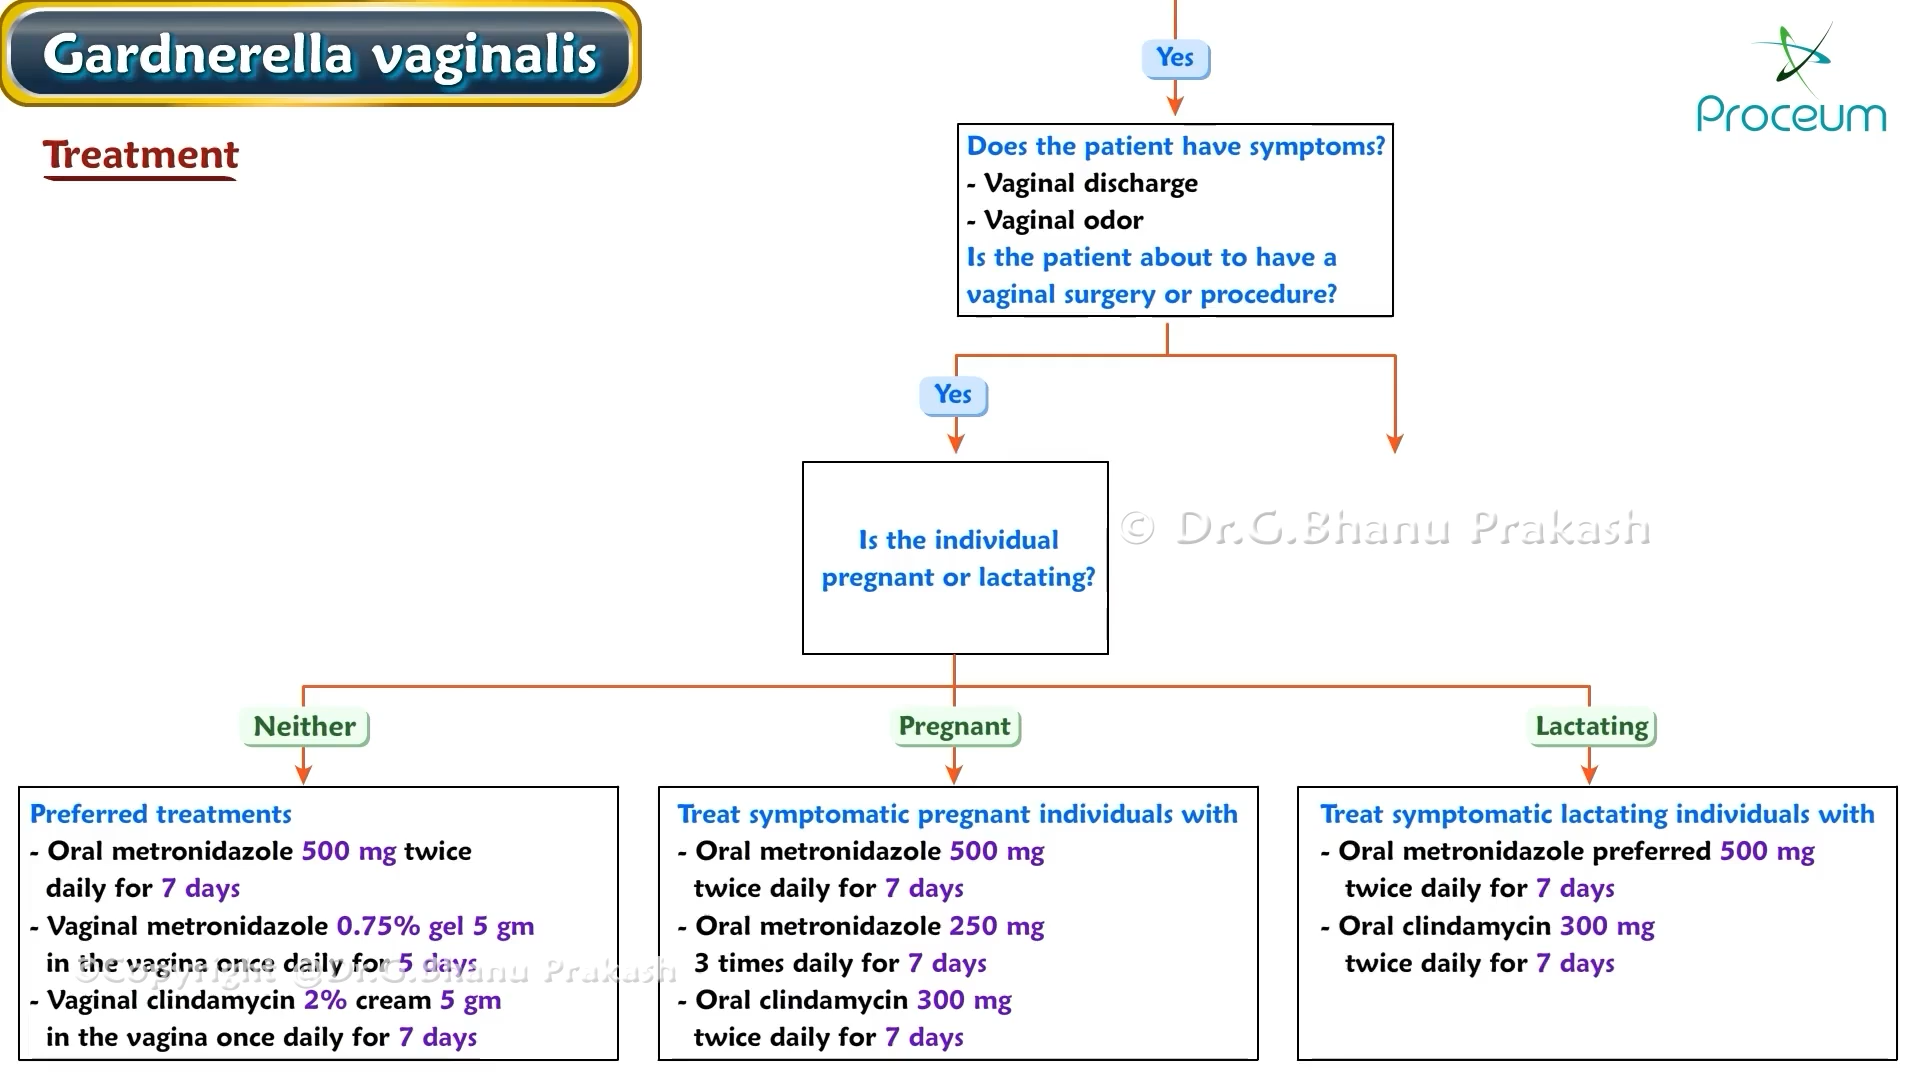 Gardnerella vaginalis
Treatment
Proceum
Yes
Does the patient have symptoms?
- Vaginal discharge
- Vaginal odor
Is the patient about to have a
vaginal surgery or procedure?
Yes
Is the individual
pregnant or lactating?
© Dr.G.Bhanu Prakash
Neither
Pregnant
Lactating
Preferred treatments
- Oral metronidazole 500 mg twice
daily for 7 days
- Vaginal metronidazole 0.75% gel 5 gm
in the vagina once daily for 5 days
- Vaginal clindamycin 2% cream 5 gm
in the vagina once daily for 7 days
Treat symptomatic pregnant individuals with
- Oral metronidazole 500 mg
twice daily for 7 days
- Oral metronidazole 250 mg
3 times daily for 7 days
- Oral clindamycin 300 mg
twice daily for 7 days
Treat symptomatic lactating individuals with
- Oral metronidazole preferred 500 mg
twice daily for 7 days
- Oral clindamycin 300 mg
twice daily for 7 days
©Copyright @Dr.G.Bhanu Prakash